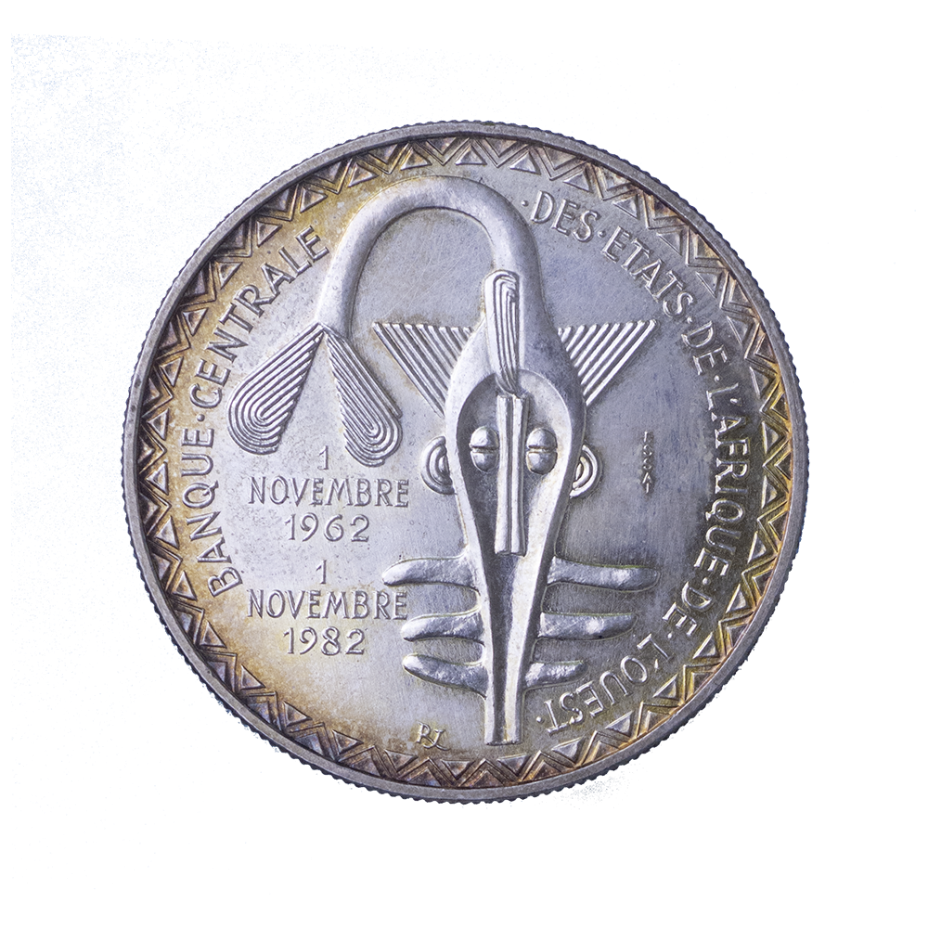 BANQUE·CENTRALE·DES·ETATS·DE·L'AFRIQUE·DE·L'OUEST·
1
NOVEMBRE
1962
1
NOVEMBRE
1982